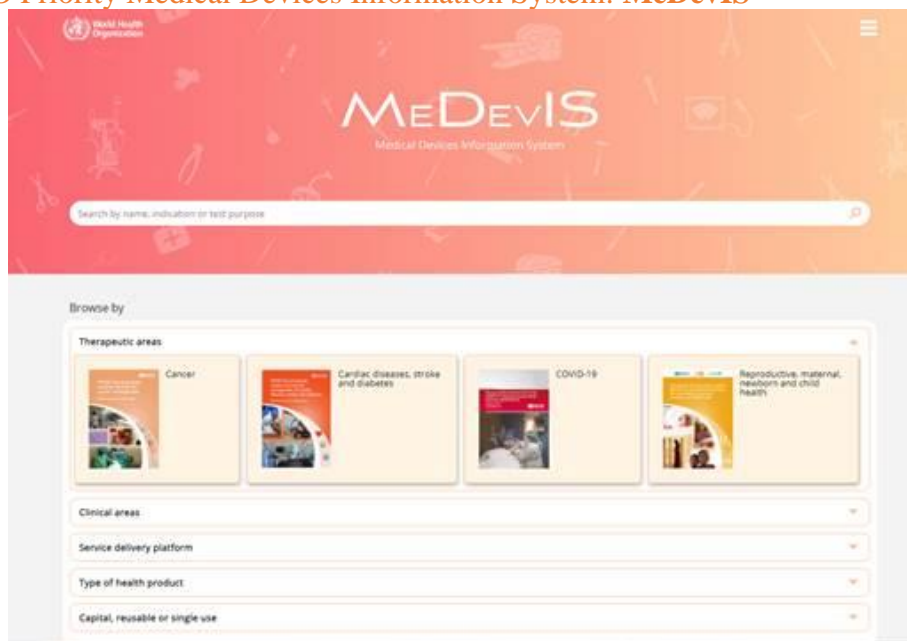 O Priority Medical Devices Information System: MeDevIS
World Health
Organization
MEDEVIS
Medical Devices Information System
Search by name, indication or test purpose
Browse by
Therapeutic areas
Cancer
Cardiac diseases, stroke
and diabetes
COVID-19
Reproductive, maternal,
newborn and child
health
Clinical areas
Service delivery platform
Type of health product
Capital, reusable or single use